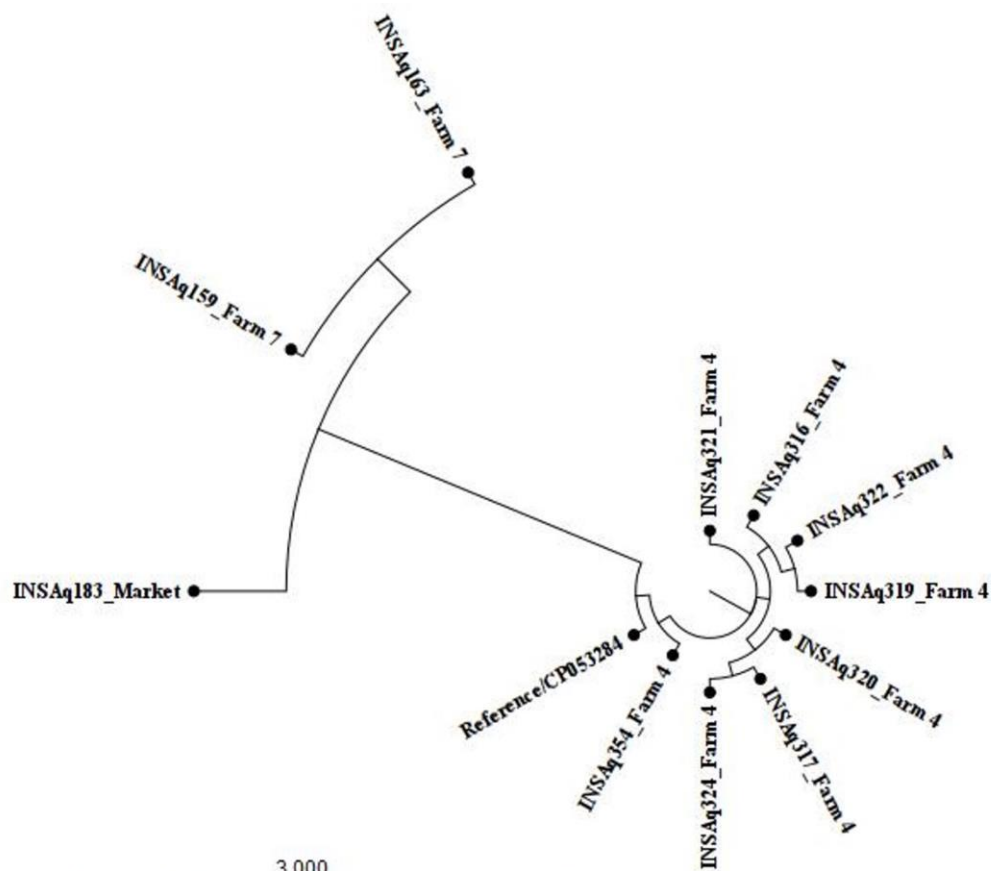 INSAq163_Farm 7
INSAq159_Farm 7
INSAq183_Market
INSAq321_Farm 4
INSAq316_Farm 4
INSAq322_Farm 4
INSAq319_Farm 4
INSAq320_Farm 4
INSAq317_Farm 4
INSAq324_Farm 4
INSAq354_Farm 4
Reference/CP053284
3.000